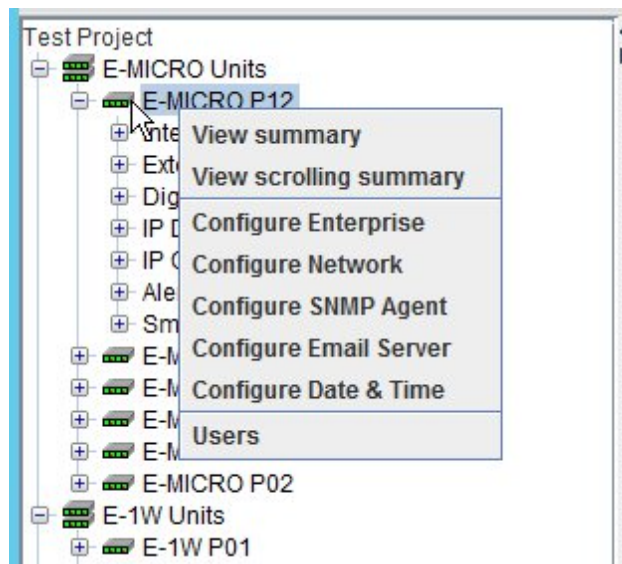 Test Project
E-MICRO Units
E-MICRO P12
View summary
View scrolling summary
Configure Enterprise
Configure Network
Configure SNMP Agent
Configure Email Server
Configure Date & Time
Users
E-MICRO P02
E-1W Units
E-1W P01